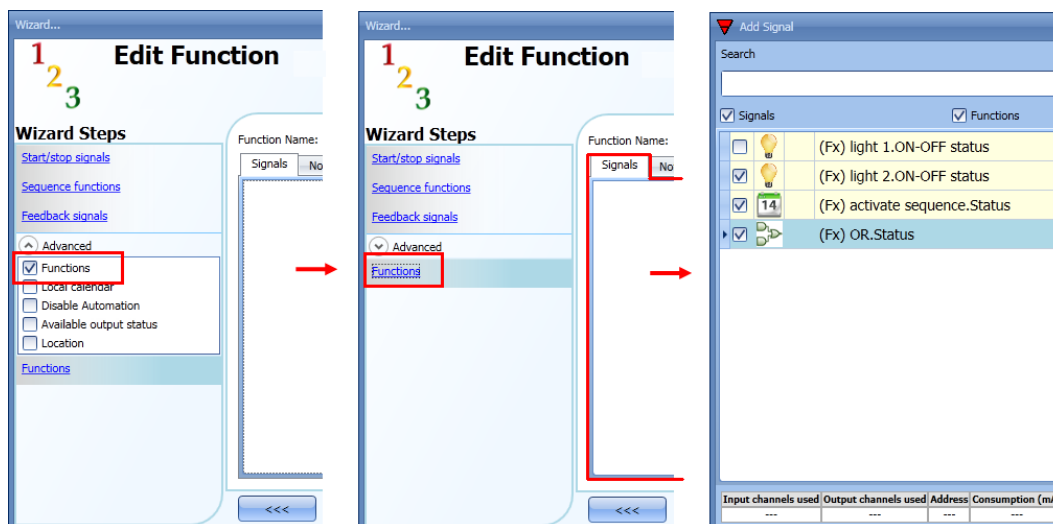 Wizard...
1
2
3
Edit Function
Wizard Steps
Start/stop signals
Sequence functions
Feedback signals
Advanced
Functions
Local calendar
Disable Automation
Available output status
Location
Functions
Function Name:
Signals
No
<<<
Wizard...
1
2
3
Edit Function
Wizard Steps
Start/stop signals
Sequence functions
Feedback signals
Advanced
Functions
Function Name:
Signals
No
<<<
Add Signal
Search
Signals
Functions
(Fx) light 1.ON-OFF status
(Fx) light 2.ON-OFF status
14
(Fx) activate sequence.Status
(Fx) OR.Status
Input channels used Output channels used Address Consumption (mA
--- --- --- ---